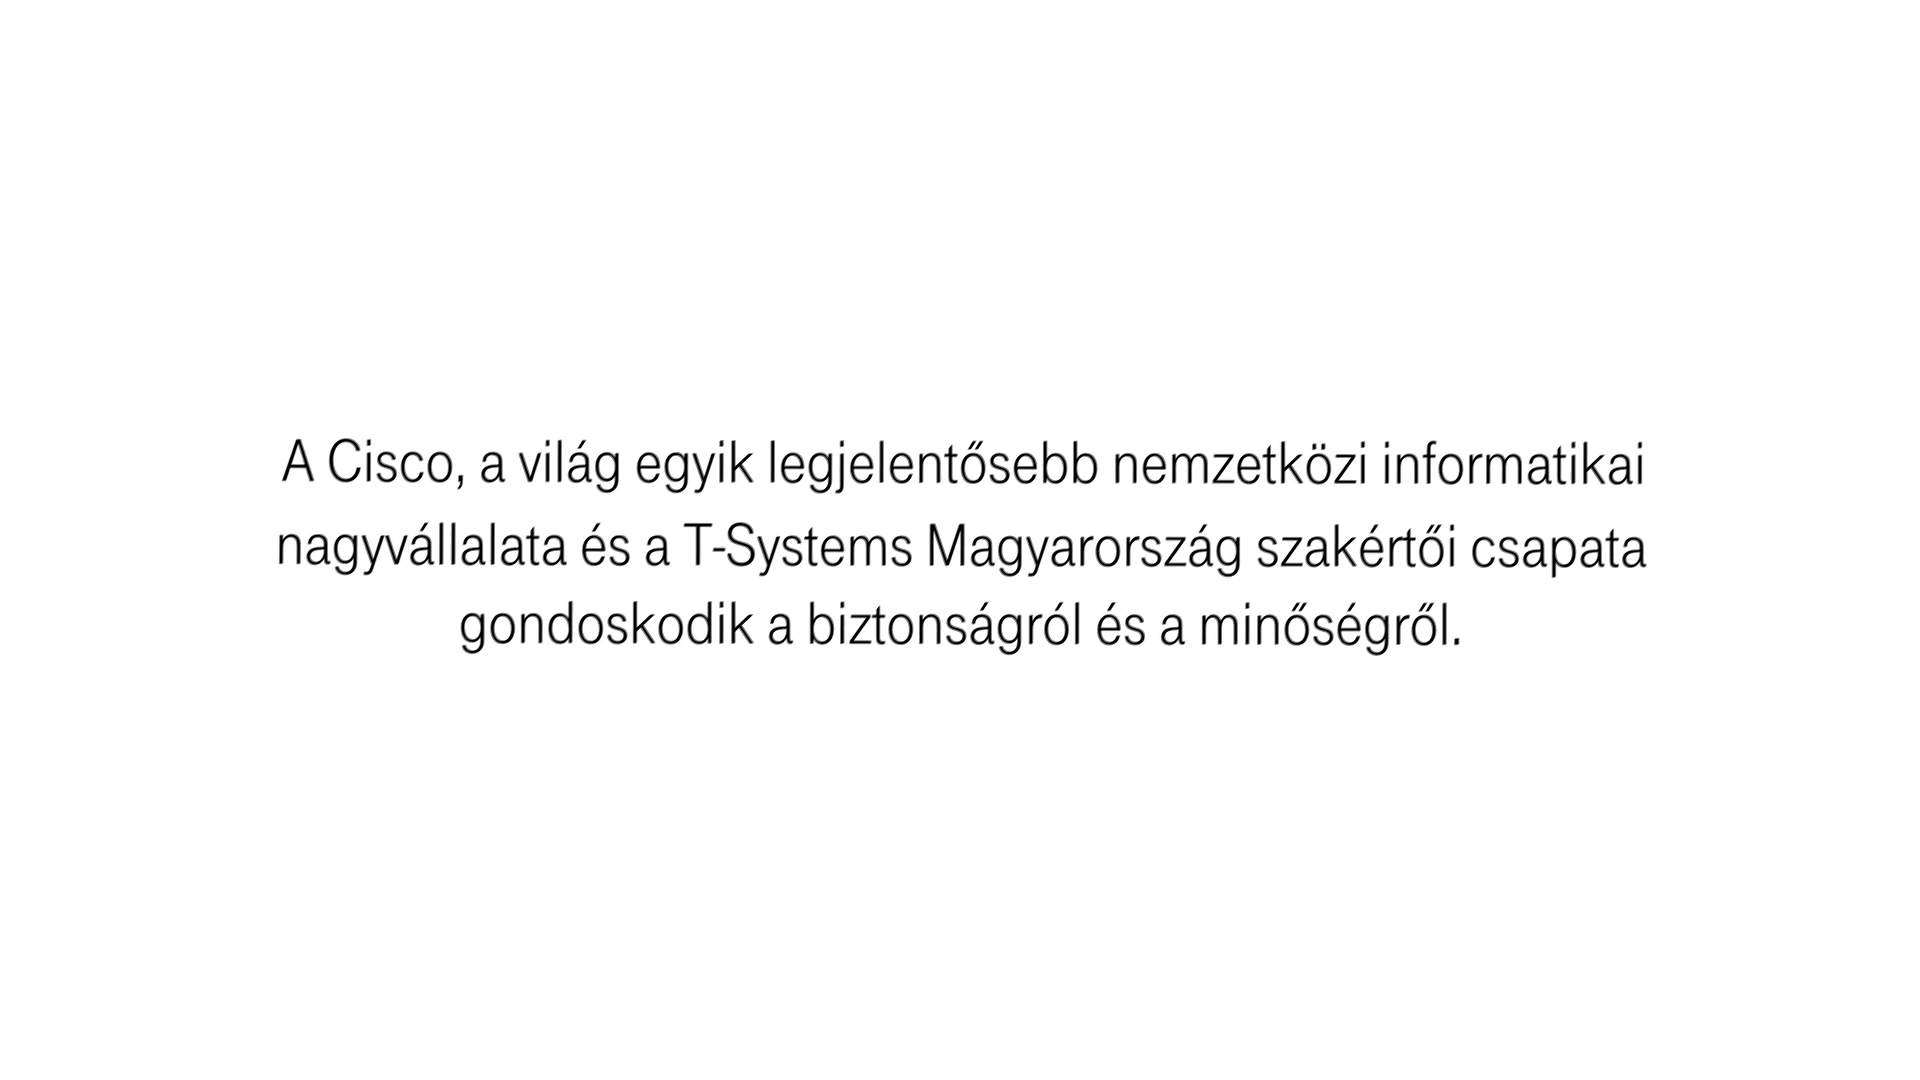 A Cisco, a világ egyik legjelentősebb nemzetközi informatikai
nagyvállalata és a T-Systems Magyarország szakértői csapata
gondoskodik a biztonságról és a minőségről.